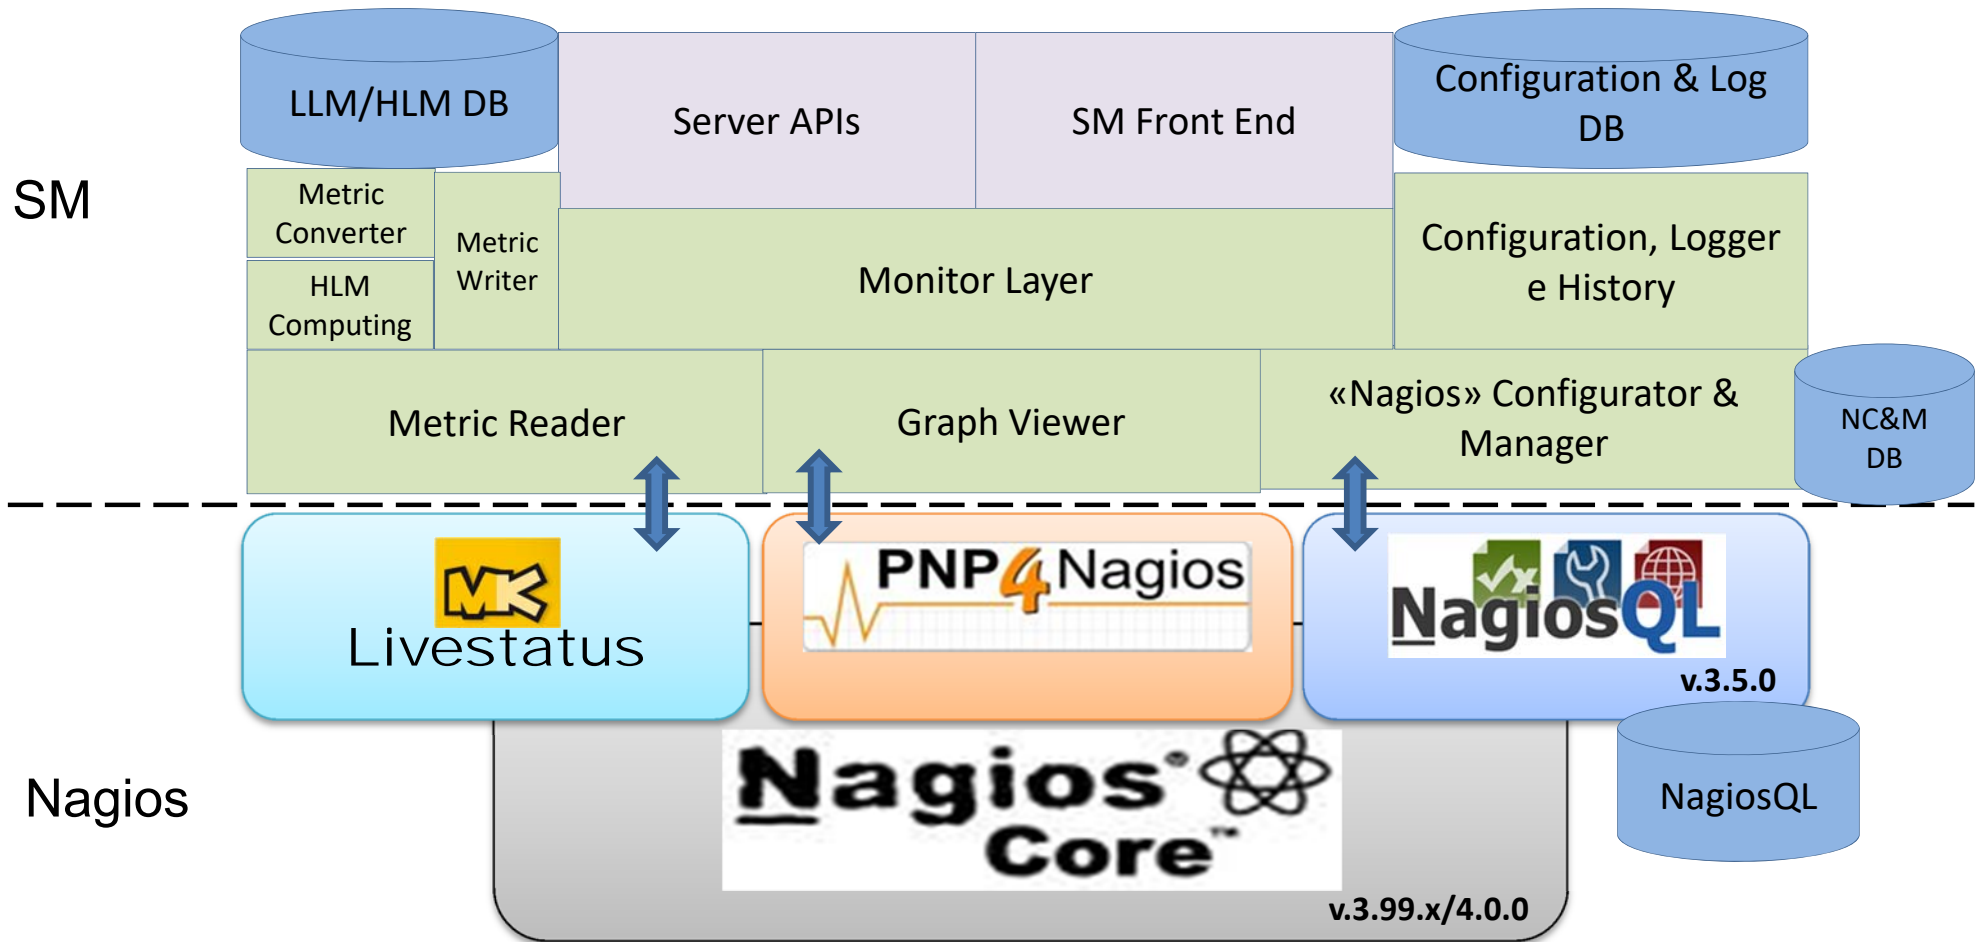 SM
LLM/HLM DB
Server APIs
SM Front End
Configuration & Log
DB
Metric
Converter
Metric
Writer
HLM
Computing
Monitor Layer
Configuration, Logger
e History
Metric Reader
Graph Viewer
«Nagios» Configurator &
Manager
NC&M
DB
MK
Livestatus
PNP4Nagios
NagiosQL
v.3.5.0
Nagios
Nagios®
Core™
v.3.99.x/4.0.0
NagiosQL